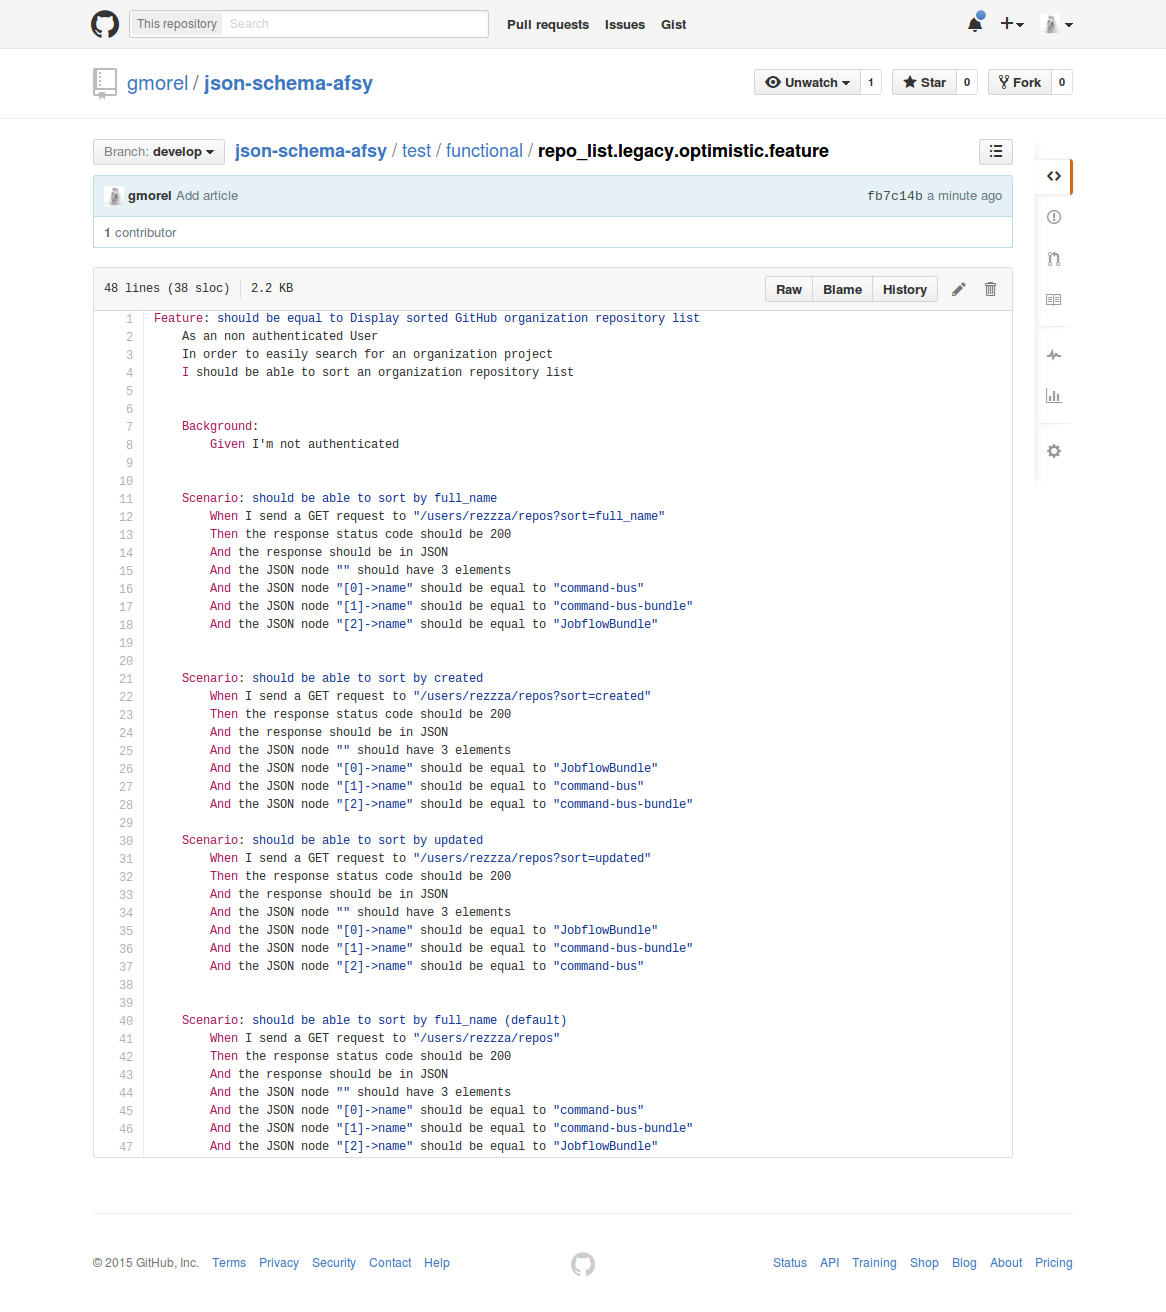 This repository Search Pull requests Issues Gist
gmorel / json-schema-afsy Unwatch 1 Star 0 Fork 0
Branch: develop json-schema-afsy / test / functional / repo_list.legacy.optimistic.feature
gmorel Add article fb7c14b a minute ago
1 contributor
48 lines (38 sloc) 2.2 KB Raw Blame History
1 Feature: should be equal to Display sorted GitHub organization repository list
2 As an non authenticated User
3 In order to easily search for an organization project
4 I should be able to sort an organization repository list
5
6
7 Background:
8 Given I'm not authenticated
9
10
11 Scenario: should be able to sort by full_name
12 When I send a GET request to "/users/rezzza/repos?sort=full_name"
13 Then the response status code should be 200
14 And the response should be in JSON
15 And the JSON node "" should have 3 elements
16 And the JSON node "[0]->name" should be equal to "command-bus"
17 And the JSON node "[1]->name" should be equal to "command-bus-bundle"
18 And the JSON node "[2]->name" should be equal to "JobflowBundle"
19
20
21 Scenario: should be able to sort by created
22 When I send a GET request to "/users/rezzza/repos?sort=created"
23 Then the response status code should be 200
24 And the response should be in JSON
25 And the JSON node "" should have 3 elements
26 And the JSON node "[0]->name" should be equal to "JobflowBundle"
27 And the JSON node "[1]->name" should be equal to "command-bus"
28 And the JSON node "[2]->name" should be equal to "command-bus-bundle"
29
30 Scenario: should be able to sort by updated
31 When I send a GET request to "/users/rezzza/repos?sort=updated"
32 Then the response status code should be 200
33 And the response should be in JSON
34 And the JSON node "" should have 3 elements
35 And the JSON node "[0]->name" should be equal to "JobflowBundle"
36 And the JSON node "[1]->name" should be equal to "command-bus-bundle"
37 And the JSON node "[2]->name" should be equal to "command-bus"
38
39
40 Scenario: should be able to sort by full_name (default)
41 When I send a GET request to "/users/rezzza/repos"
42 Then the response status code should be 200
43 And the response should be in JSON
44 And the JSON node "" should have 3 elements
45 And the JSON node "[0]->name" should be equal to "command-bus"
46 And the JSON node "[1]->name" should be equal to "command-bus-bundle"
47 And the JSON node "[2]->name" should be equal to "JobflowBundle"
© 2015 GitHub, Inc. Terms Privacy Security Contact Help Status API Training Shop Blog About Pricing